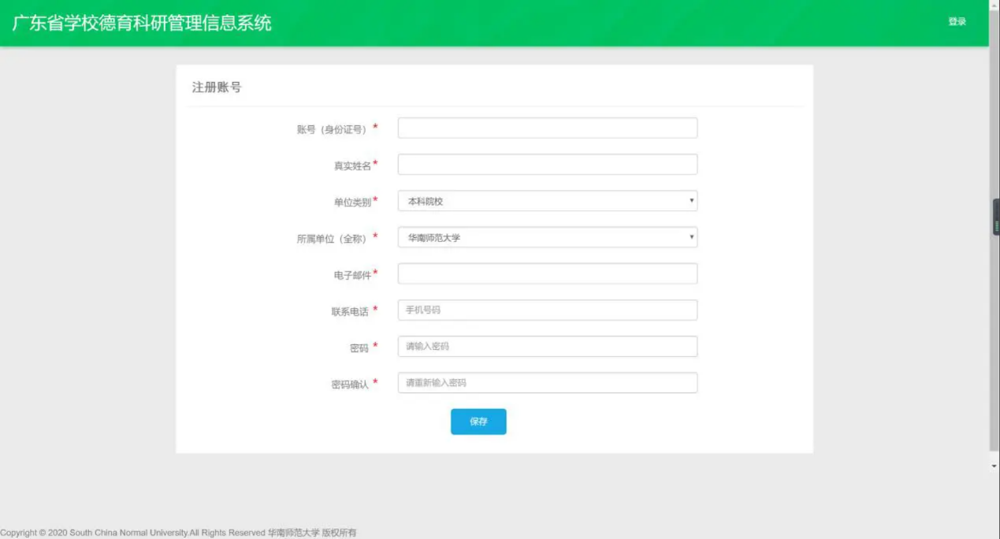 广东省学校德育科研管理信息系统 登录
注册账号
账号（身份证号） *
真实姓名*
单位类别* 本科院校
所属单位（全称） * 华南师范大学
电子邮件*
联系电话 * 手机号码
密码 * 请输入密码
密码确认 * 请重新输入密码
保存
Copyright © 2020 South China Normal University.All Rights Reserved 华南师范大学 版权所有